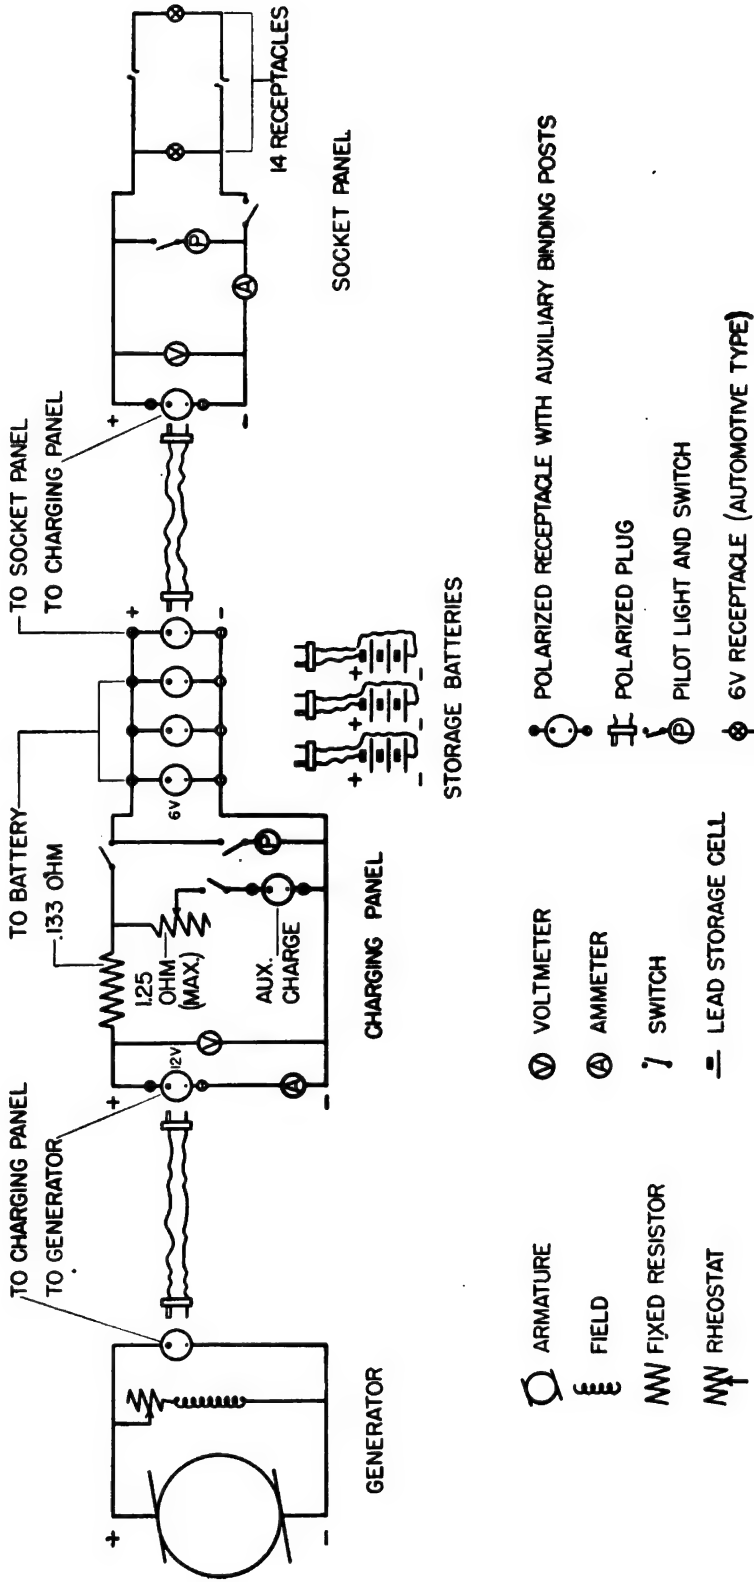 TO CHARGING PANEL
TO GENERATOR
TO BATTERY
.133 OHM
TO SOCKET PANEL
TO CHARGING PANEL
+
-
GENERATOR
+
-
12V
V
A
1.25
OHM
(MAX.)
AUX.
CHARGE
P
6V
+
-
CHARGING PANEL
+
-
+
-
+
-
STORAGE BATTERIES
+
-
V
A
P
14 RECEPTACLES
SOCKET PANEL
ARMATURE
FIELD
FIXED RESISTOR
RHEOSTAT
V VOLTMETER
A AMMETER
SWITCH
LEAD STORAGE CELL
POLARIZED RECEPTACLE WITH AUXILIARY BINDING POSTS
POLARIZED PLUG
P PILOT LIGHT AND SWITCH
6V RECEPTACLE (AUTOMOTIVE TYPE)